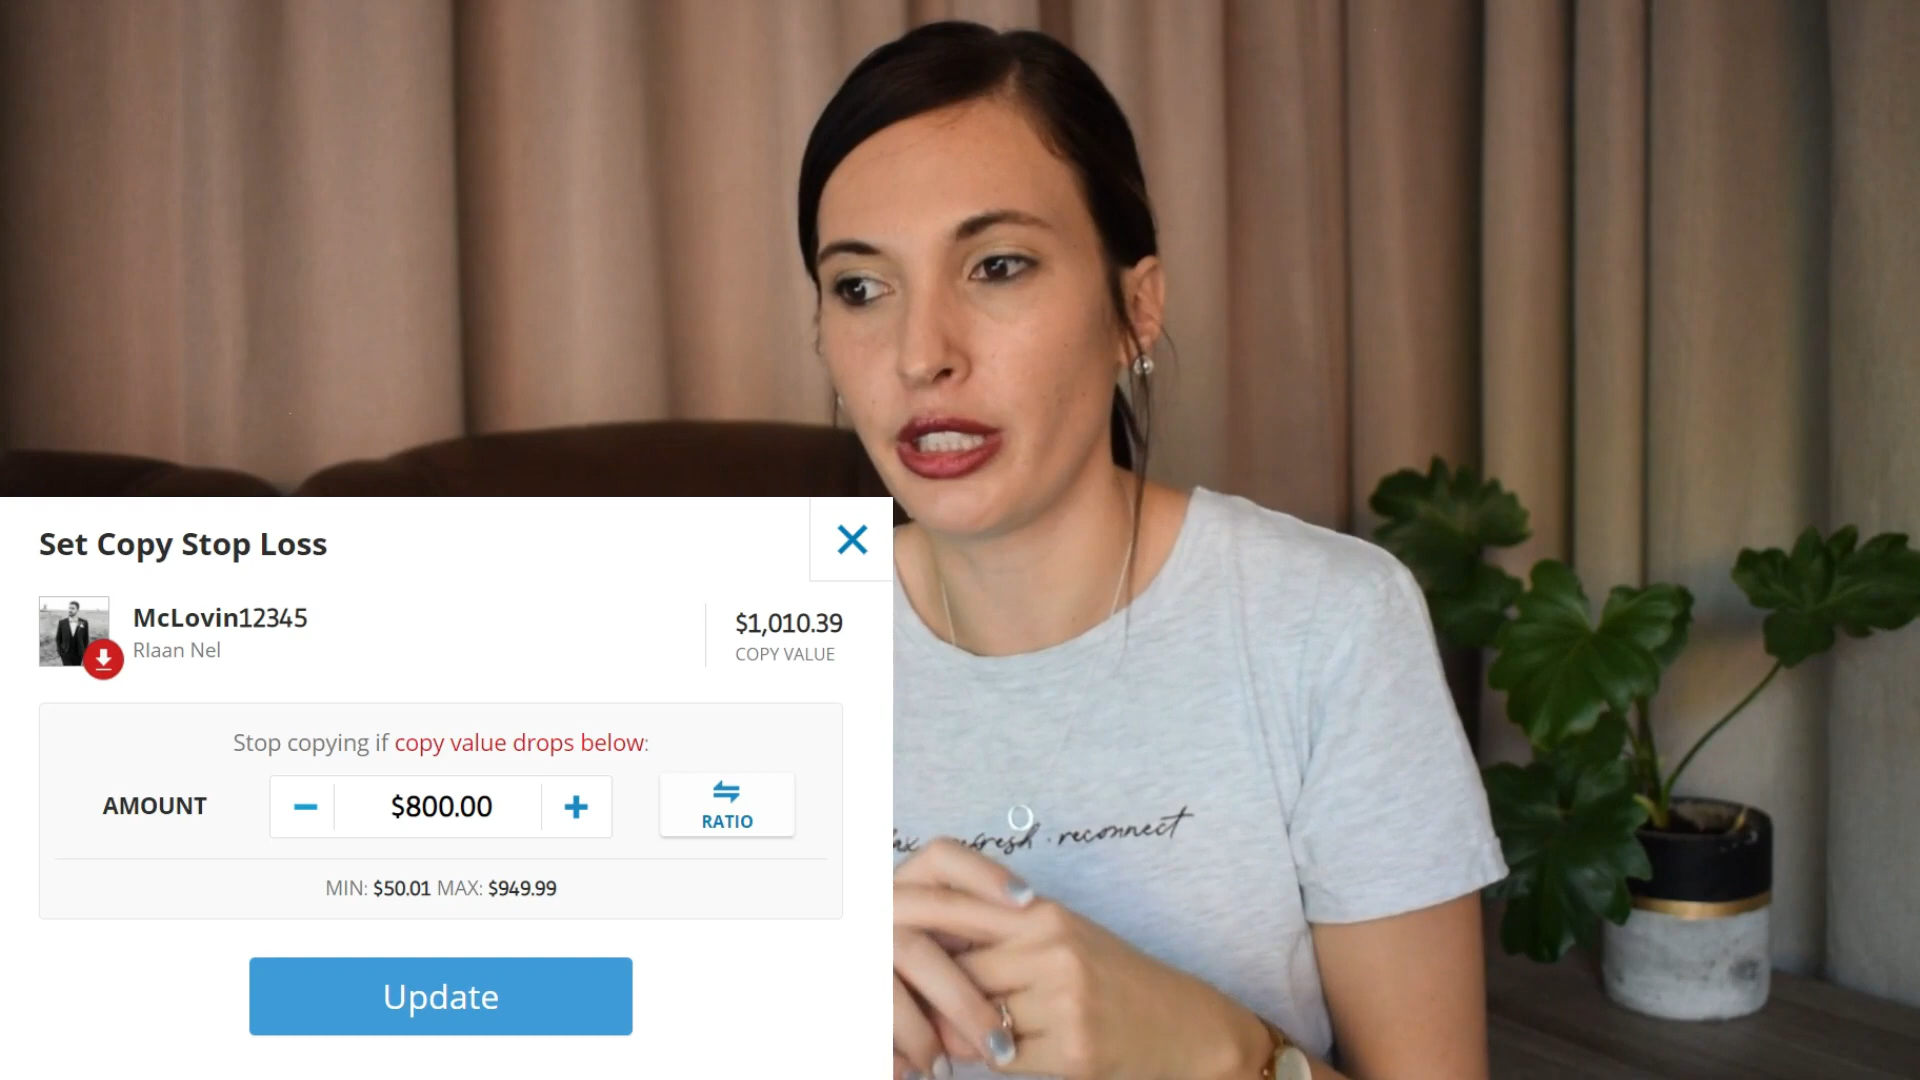 Set Copy Stop Loss
McLovin12345
Rlaan Nel
$1,010.39
COPY VALUE
Stop copying if copy value drops below:
AMOUNT
$800.00
RATIO
MIN: $50.01 MAX: $949.99
Update
reconnect